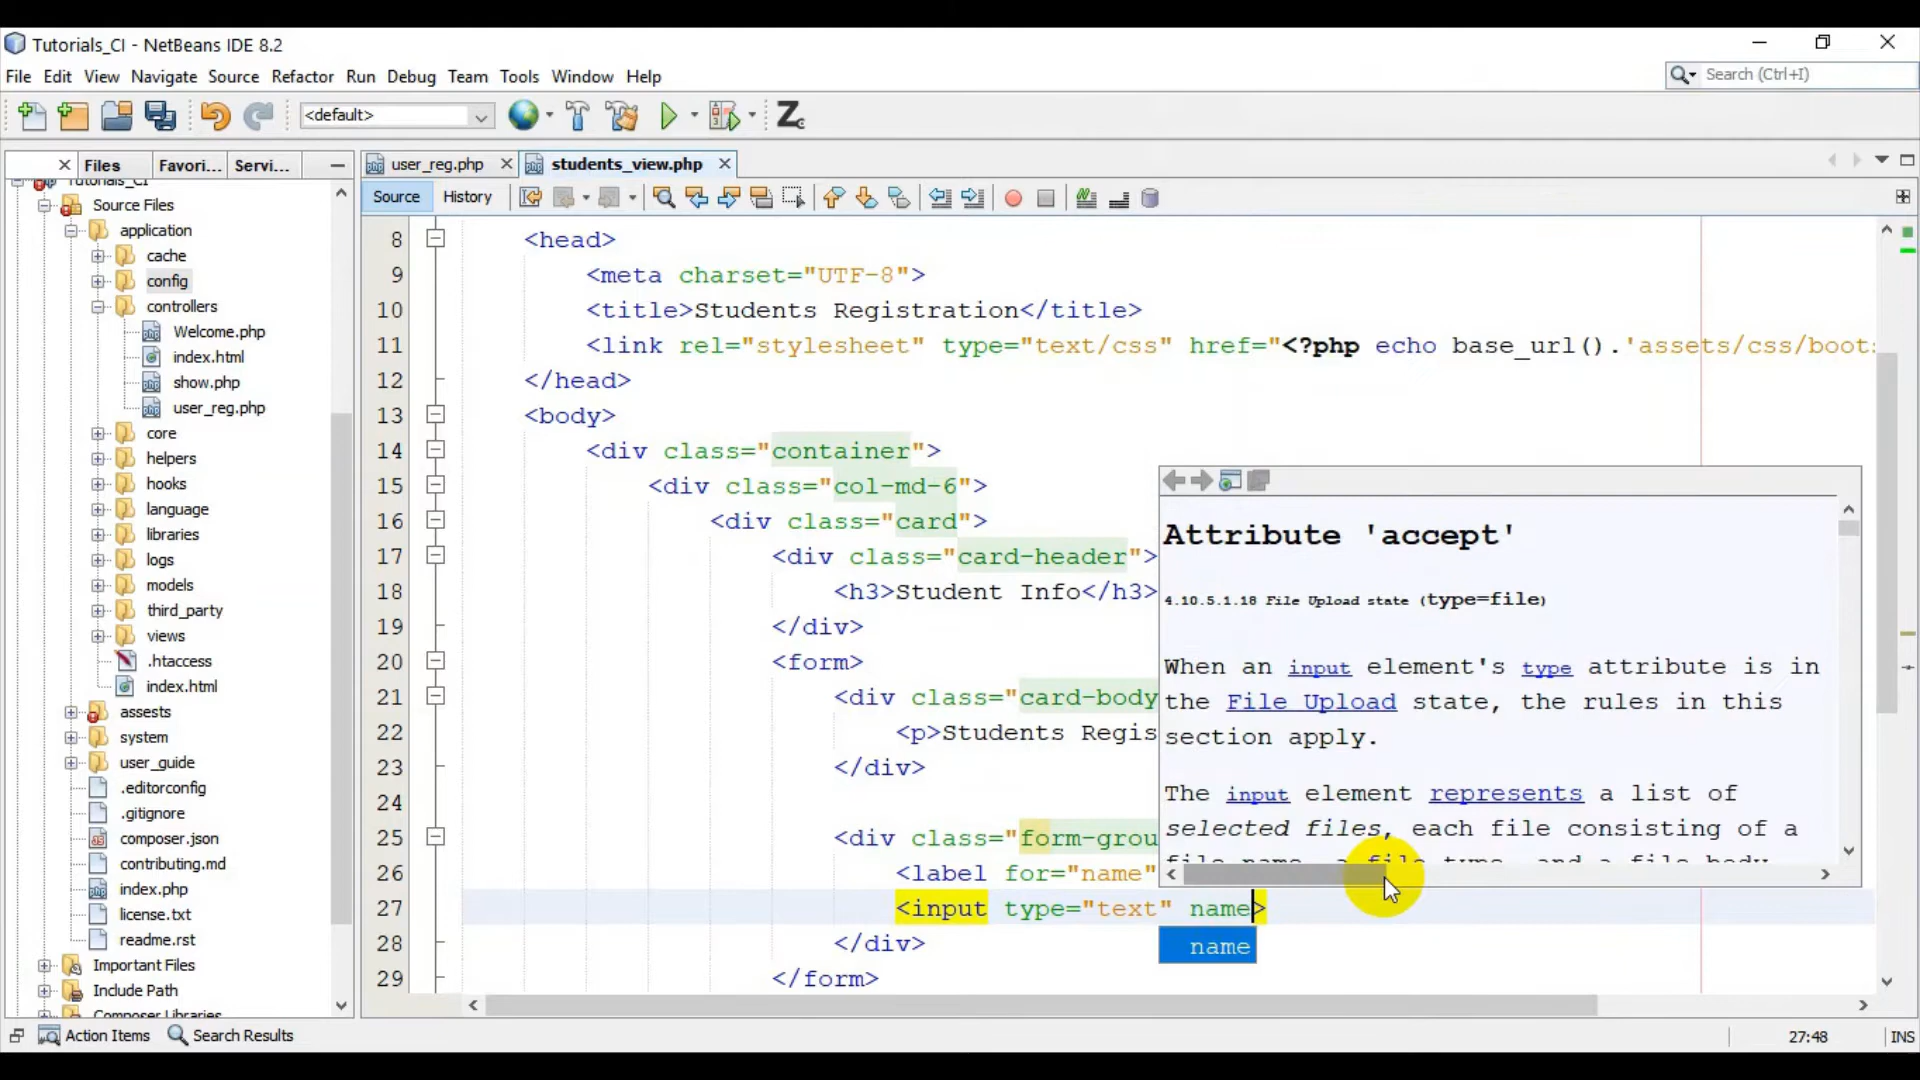 Tutorials_CI - NetBeans IDE 8.2
File Edit View Navigate Source Refactor Run Debug Team Tools Window Help
Search (Ctrl+I)
<default>
Files Favori... Servi...
user_reg.php students_view.php
Source History
Tutorials_CI
Source Files
application
cache
config
controllers
Welcome.php
index.html
show.php
user_reg.php
core
helpers
hooks
language
libraries
logs
models
third_party
views
.htaccess
index.html
assests
system
user_guide
.editorconfig
.gitignore
composer.json
contributing.md
index.php
license.txt
readme.rst
Important Files
Include Path
Composer Libraries
8 <head>
9 <meta charset="UTF-8">
10 <title>Students Registration</title>
11 <link rel="stylesheet" type="text/css" href="<?php echo base_url().'assets/css/boot
12 </head>
13 <body>
14 <div class="container">
15 <div class="col-md-6">
16 <div class="card">
17 <div class="card-header">
18 <h3>Student Info</h3>
19 </div>
20 <form>
21 <div class="card-body
22 <p>Students Regis
23 </div>
24
25 <div class="form-grou
26 <label for="name"
27 <input type="text" name>
28 </div>
29 </form>
name
Attribute 'accept'
4.10.5.1.18 File Upload state (type=file)
When an input element's type attribute is in
the File Upload state, the rules in this
section apply.
The input element represents a list of
selected files, each file consisting of a
file name, a file type, and a file body
Action Items Search Results
27:48 INS